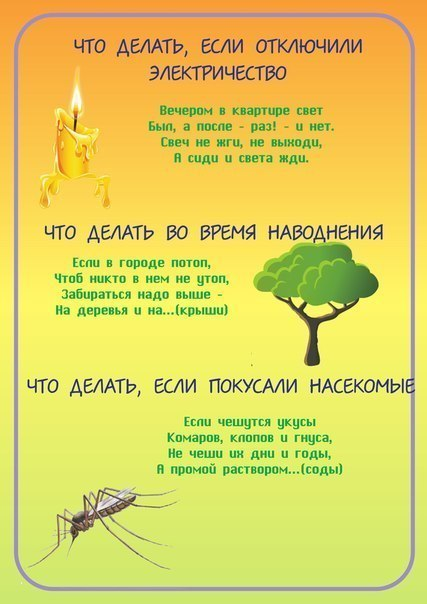 ЧТО ДЕЛАТЬ, ЕСЛИ ОТКЛЮЧИЛИ
ЭЛЕКТРИЧЕСТВО
Вечером в квартире свет
Был, а после - раз! - и нет.
Свеч не жги, не выходи,
А сиди и света жди.
ЧТО ДЕЛАТЬ ВО ВРЕМЯ НАВОДНЕНИЯ
Если в городе потоп,
Чтоб никто в нем не утоп,
Забираться надо выше -
На деревья и на...(крыши)
ЧТО ДЕЛАТЬ, ЕСЛИ ПОКУСАЛИ НАСЕКОМЫЕ
Если чешутся укусы
Комаров, клопов и гнуса,
Не чеши их дни и годы,
А промой раствором...(соды)